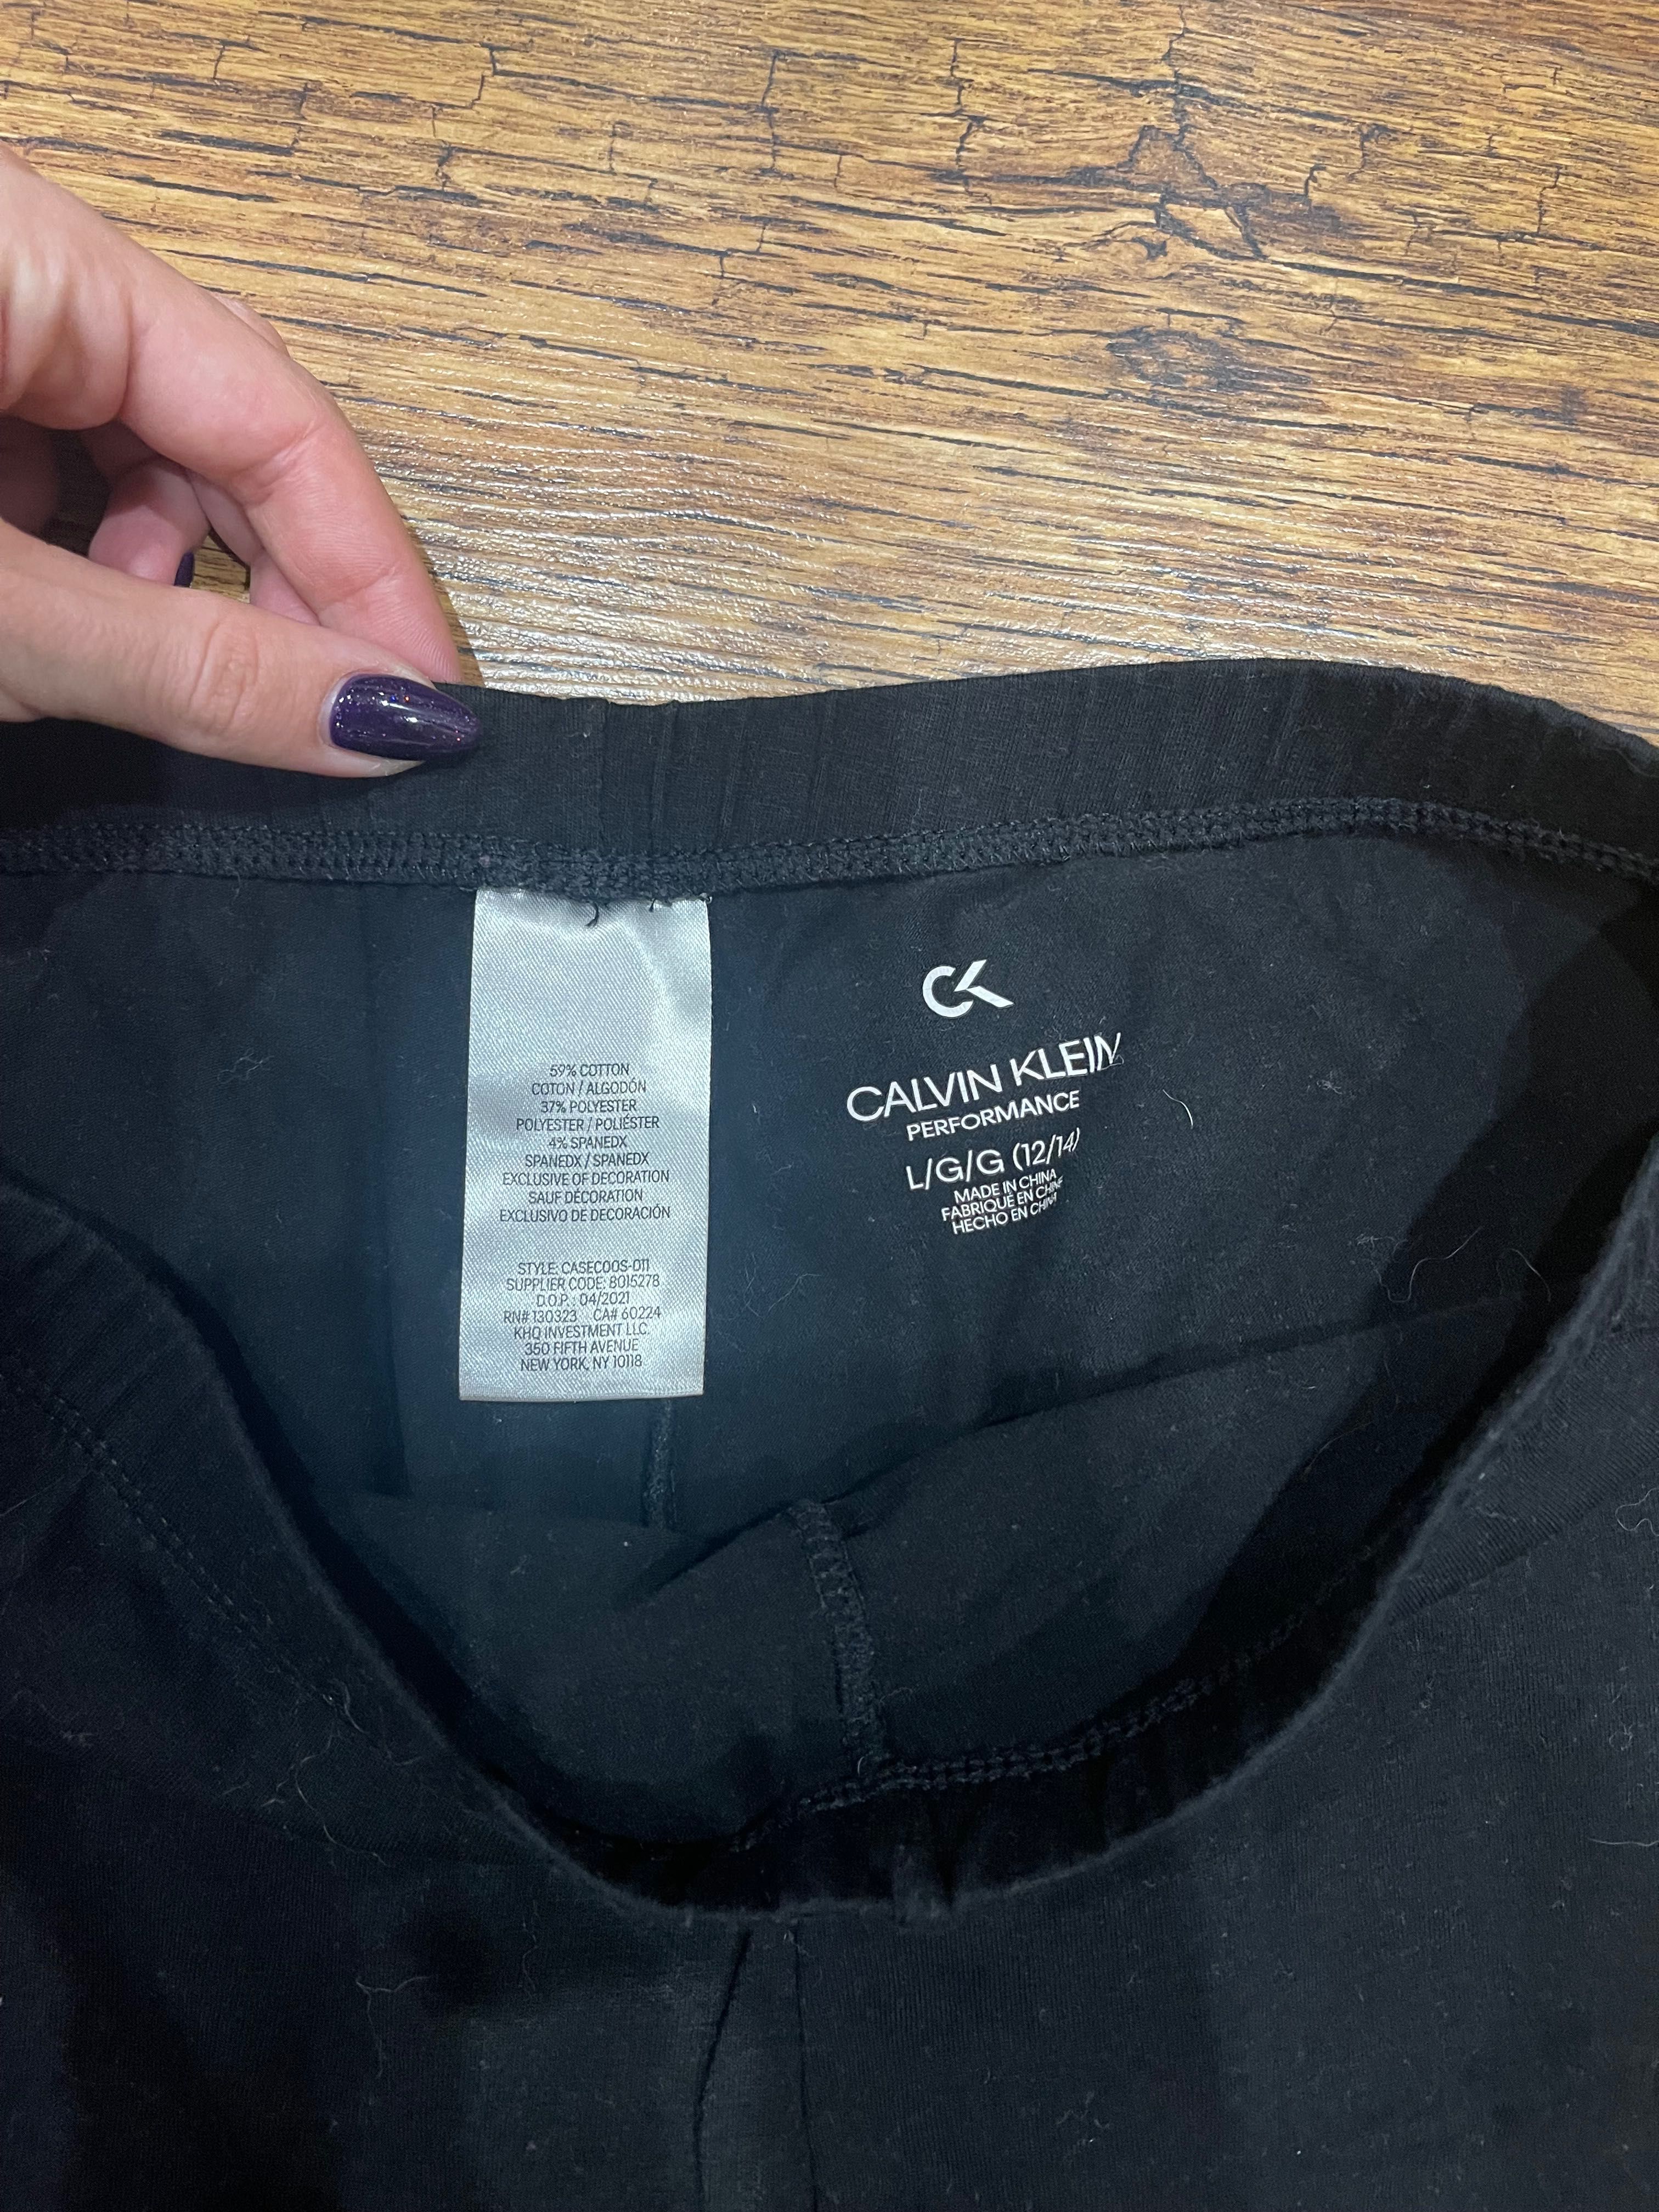 59% COTTON
COTON / ALGODÓN
37% POLYESTER
POLYESTER / POLIÉSTER
4% SPANEDX
SPANEDX / SPANEDX
EXCLUSIVE OF DECORATION
SAUF DÉCORATION
EXCLUSIVO DE DECORACIÓN
STYLE: CASECOOS-011
SUPPLIER CODE: 8015278
D.O.P.: 04/2021
RN# 130323 CA# 60224
KHQ INVESTMENT LLC.
350 FIFTH AVENUE
NEW YORK, NY 10118
CK
CALVIN KLEIN
PERFORMANCE
L/G/G (12/14)
MADE IN CHINA
FABRIQUÉ EN CHINE
HECHO EN CHINA